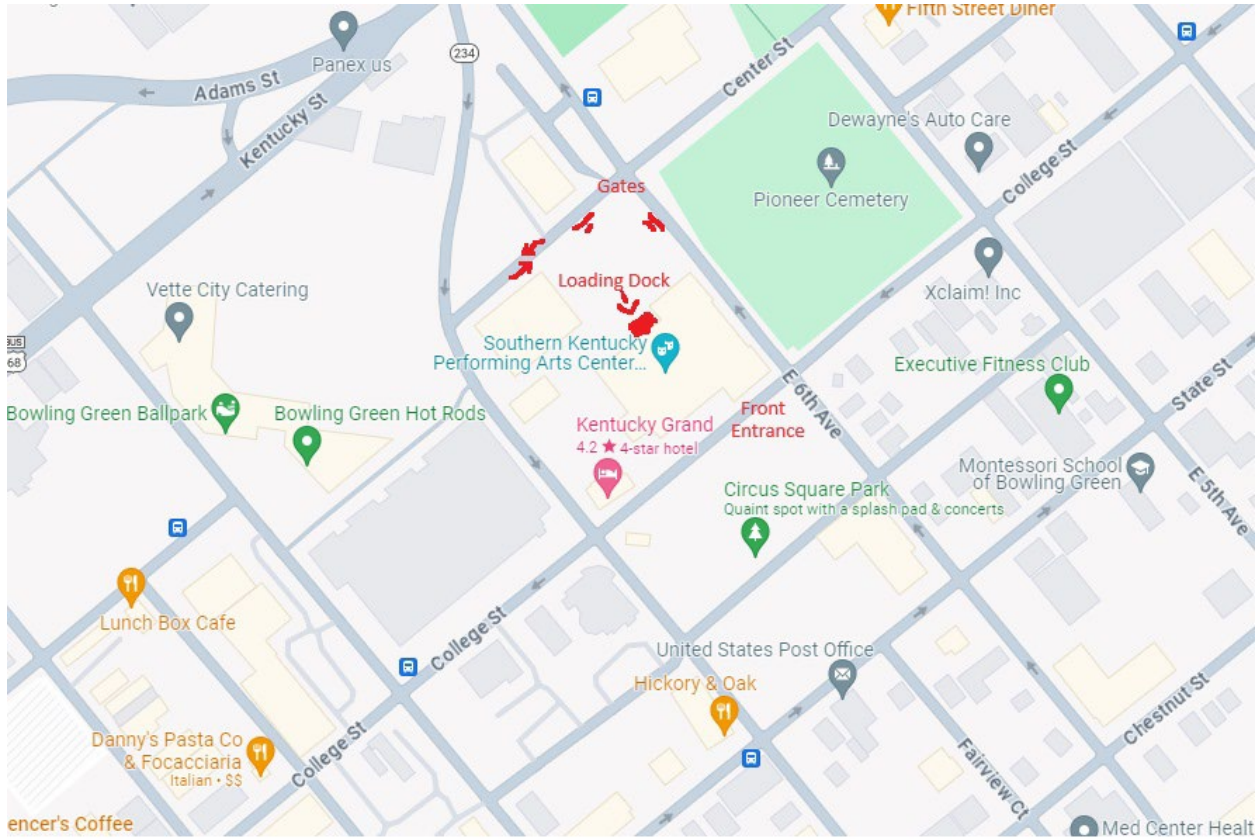 Fifth Street Diner
Panex us
234
Adams St
Kentucky St
Center St
Dewayne's Auto Care
College St
Gates
Pioneer Cemetery
Loading Dock
Vette City Catering
Xclaim! Inc
68
Southern Kentucky
Performing Arts Center...
Executive Fitness Club
State St
E 6th Ave
Bowling Green Ballpark
Bowling Green Hot Rods
Front
Entrance
Kentucky Grand
4.2 ★ 4-star hotel
Montessori School
of Bowling Green
E 5th Ave
Circus Square Park
Quaint spot with a splash pad & concerts
Lunch Box Cafe
College St
United States Post Office
Hickory & Oak
Chestnut St
Danny's Pasta Co
& Focacciaria
Italian • $$
College St
Fairview Ct
encer's Coffee
Med Center Healt